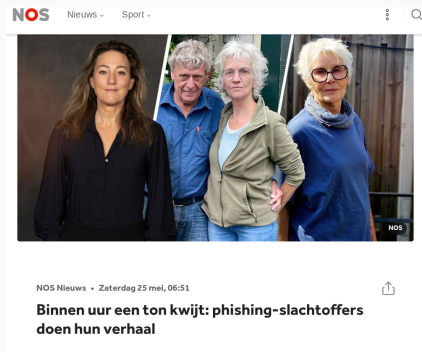 NOS Nieuws Sport
NOS
NOS Nieuws • Zaterdag 25 mei, 06:51
Binnen uur een ton kwijt: phishing-slachtoffers
doen hun verhaal